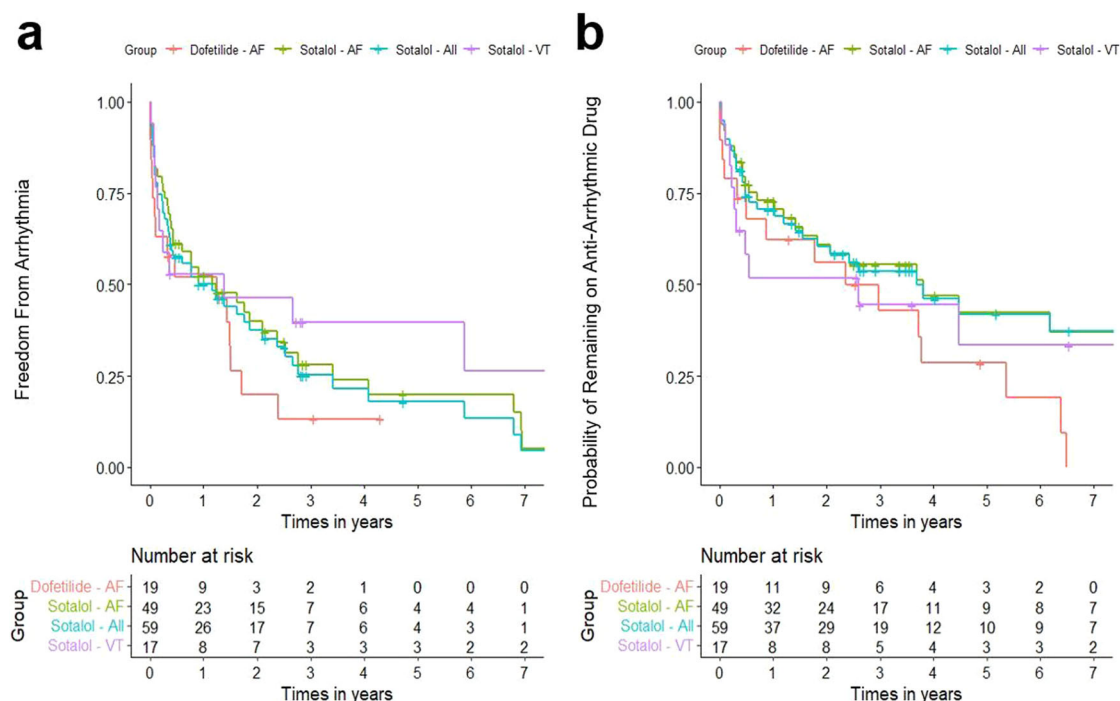 a
Group Dofetilide - AF Sotalol - AF Sotalol - All Sotalol - VT
Freedom From Arrhythmia
1.00
0.75
0.50
0.25
0.00
0 1 2 3 4 5 6 7
Times in years
Number at risk
Group
Dofetilide - AF 19 9 3 2 1 0 0 0
Sotalol - AF 49 23 15 7 6 4 4 1
Sotalol - All 59 26 17 7 6 4 3 1
Sotalol - VT 17 8 7 3 3 3 2 2
0 1 2 3 4 5 6 7
Times in years
b
Group Dofetilide - AF Sotalol - AF Sotalol - All Sotalol - VT
Probability of Remaining on Anti-Arrhythmic Drug
1.00
0.75
0.50
0.25
0.00
0 1 2 3 4 5 6 7
Times in years
Number at risk
Group
Dofetilide - AF 19 11 9 6 4 3 2 0
Sotalol - AF 49 32 24 17 11 9 8 7
Sotalol - All 59 37 29 19 12 10 9 7
Sotalol - VT 17 8 8 5 4 3 3 2
0 1 2 3 4 5 6 7
Times in years